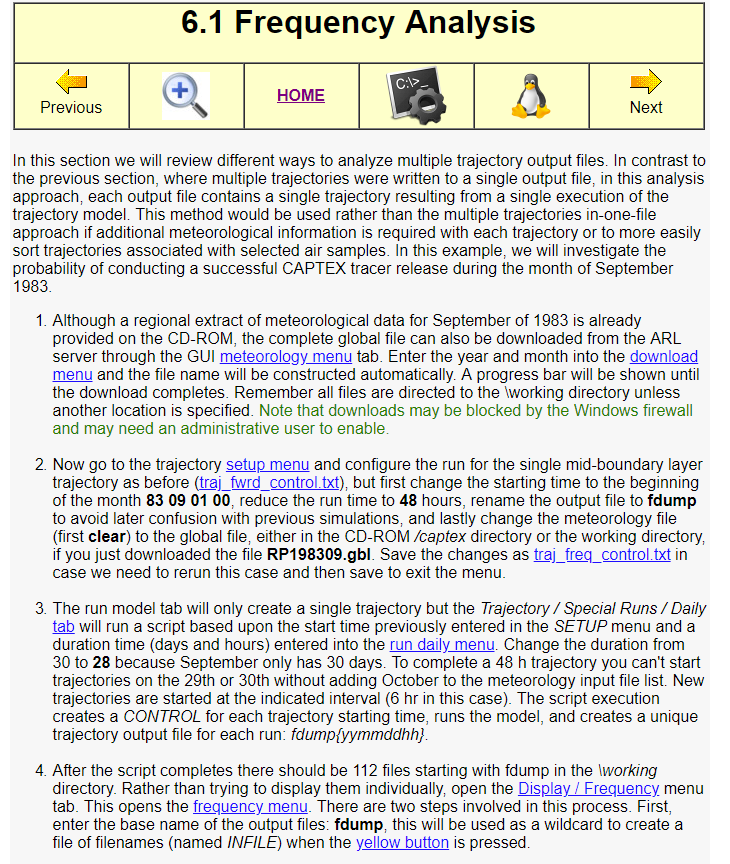 6.1 Frequency Analysis
Previous
HOME
C:\>_
Next
In this section we will review different ways to analyze multiple trajectory output files. In contrast to
the previous section, where multiple trajectories were written to a single output file, in this analysis
approach, each output file contains a single trajectory resulting from a single execution of the
trajectory model. This method would be used rather than the multiple trajectories in-one-file
approach if additional meteorological information is required with each trajectory or to more easily
sort trajectories associated with selected air samples. In this example, we will investigate the
probability of conducting a successful CAPTEX tracer release during the month of September
1983.
1. Although a regional extract of meteorological data for September of 1983 is already
provided on the CD-ROM, the complete global file can also be downloaded from the ARL
server through the GUI meteorology menu tab. Enter the year and month into the download
menu and the file name will be constructed automatically. A progress bar will be shown until
the download completes. Remember all files are directed to the \working directory unless
another location is specified. Note that downloads may be blocked by the Windows firewall
and may need an administrative user to enable.
2. Now go to the trajectory setup menu and configure the run for the single mid-boundary layer
trajectory as before (traj_fwrd_control.txt), but first change the starting time to the beginning
of the month 83 09 01 00, reduce the run time to 48 hours, rename the output file to fdump
to avoid later confusion with previous simulations, and lastly change the meteorology file
(first clear) to the global file, either in the CD-ROM /captex directory or the working directory,
if you just downloaded the file RP198309.gbl. Save the changes as traj_freq_control.txt in
case we need to rerun this case and then save to exit the menu.
3. The run model tab will only create a single trajectory but the Trajectory / Special Runs / Daily
tab will run a script based upon the start time previously entered in the SETUP menu and a
duration time (days and hours) entered into the run daily menu. Change the duration from
30 to 28 because September only has 30 days. To complete a 48 h trajectory you can't start
trajectories on the 29th or 30th without adding October to the meteorology input file list. New
trajectories are started at the indicated interval (6 hr in this case). The script execution
creates a CONTROL for each trajectory starting time, runs the model, and creates a unique
trajectory output file for each run: fdump{yymmddhh}.
4. After the script completes there should be 112 files starting with fdump in the \working
directory. Rather than trying to display them individually, open the Display / Frequency menu
tab. This opens the frequency menu. There are two steps involved in this process. First,
enter the base name of the output files: fdump, this will be used as a wildcard to create a
file of filenames (named INFILE) when the yellow button is pressed.